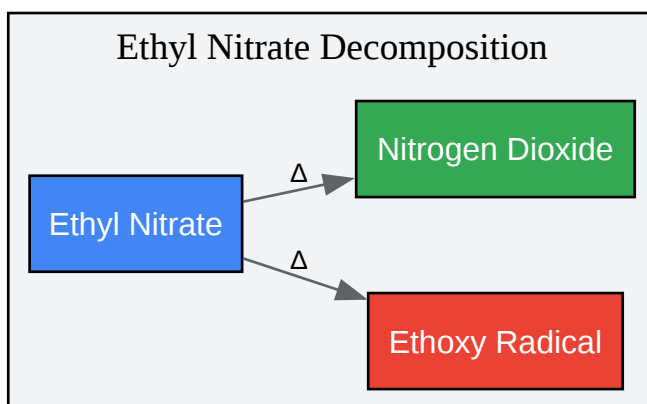 Ethyl Nitrate Decomposition
Nitrogen Dioxide
Δ
Ethyl Nitrate
Δ
Ethoxy Radical